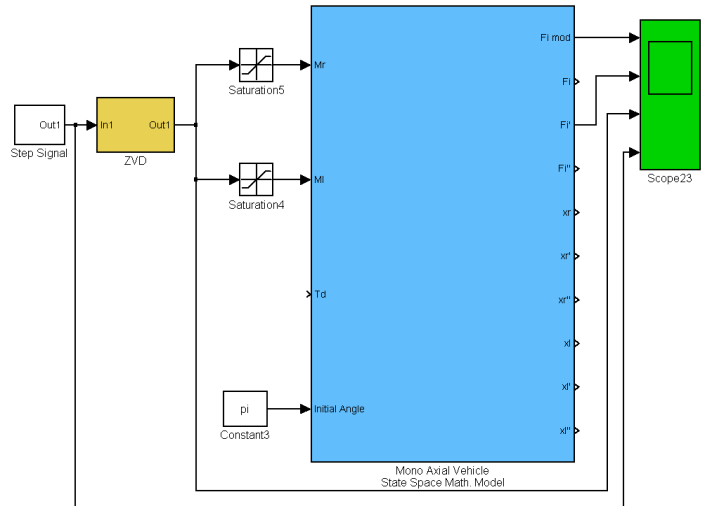 Fi mod
Mr
Saturation5
Fi
Out1
Step Signal
In1
Out1
ZVD
Fi'
Ml
Saturation4
Fi"
Scope23
xr
xr'
Td
xr"
xl
xl'
pi
Constant3
Initial Angle
xl"
Mono Axial Vehicle
State Space Math. Model